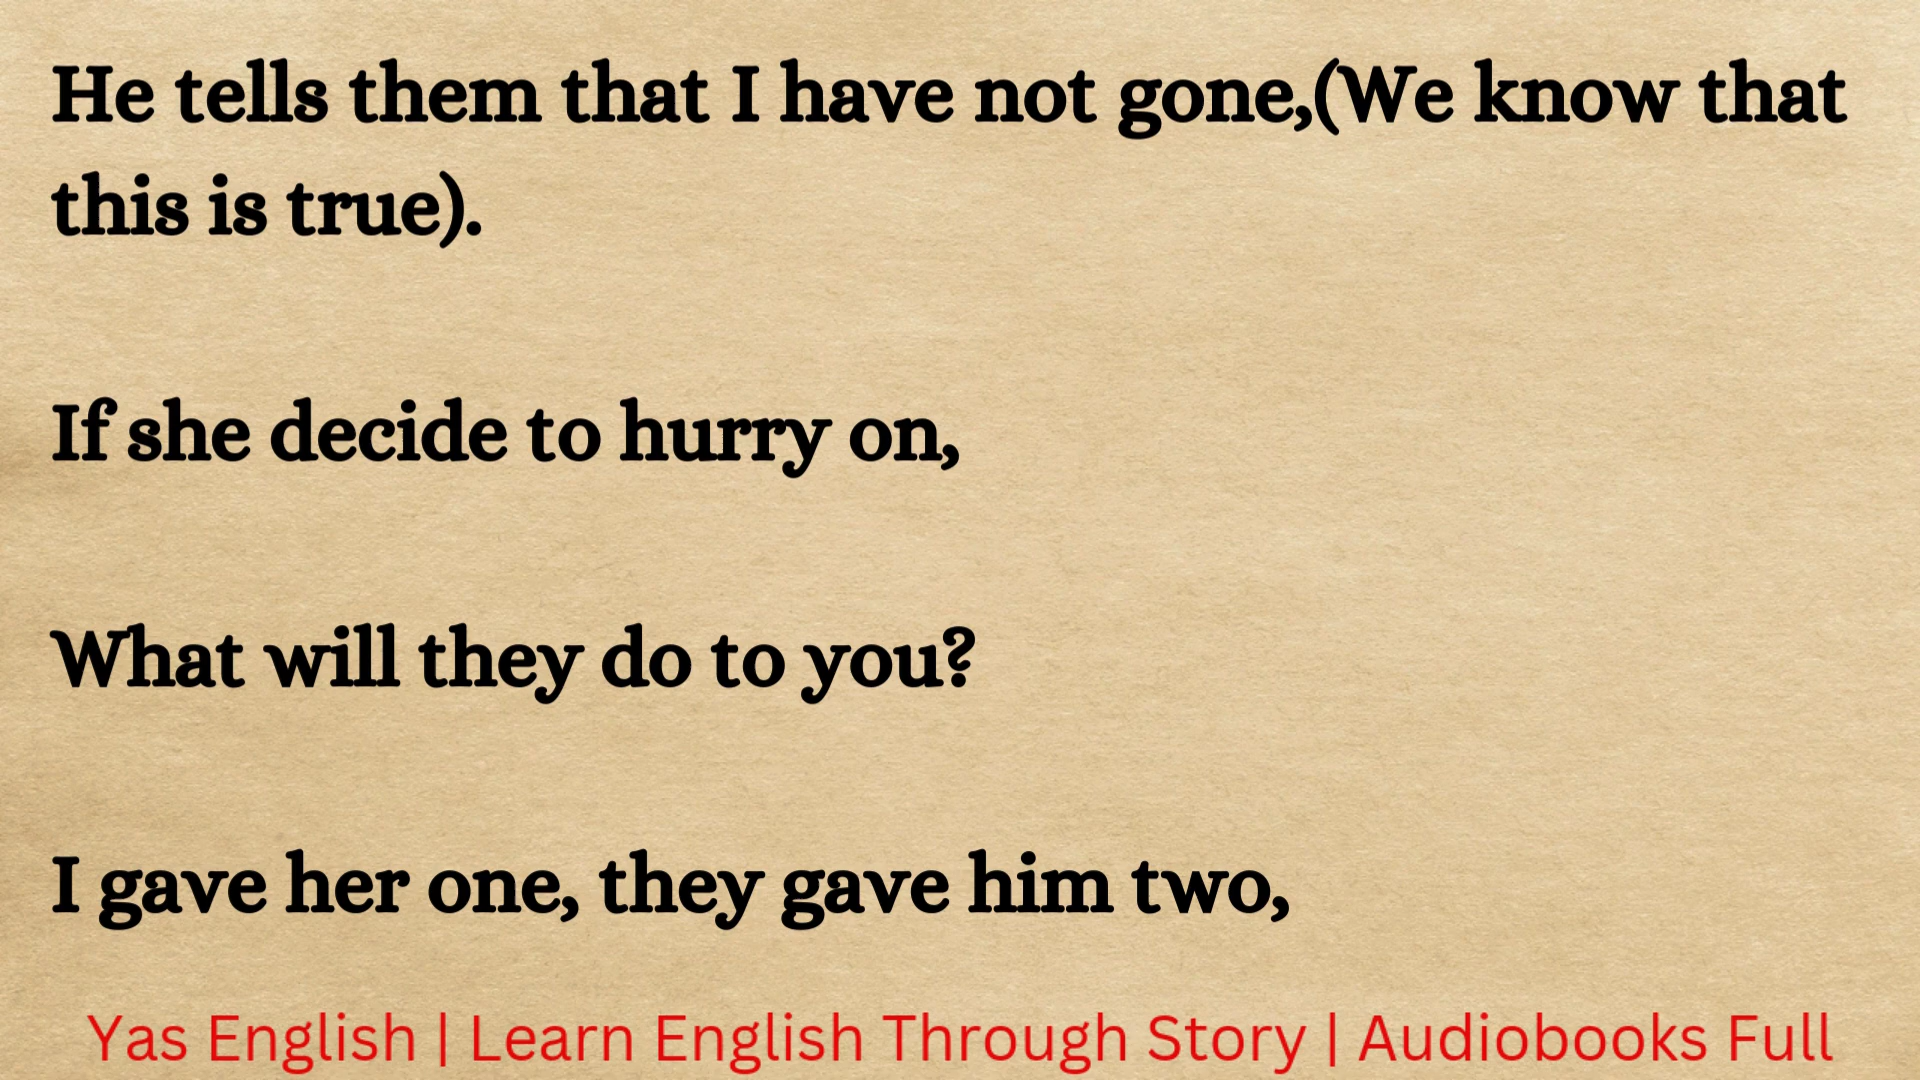 He tells them that I have not gone,(We know that
this is true).
If she decide to hurry on,
What will they do to you?
I gave her one, they gave him two,
Yas English | Learn English Through Story | Audiobooks Full